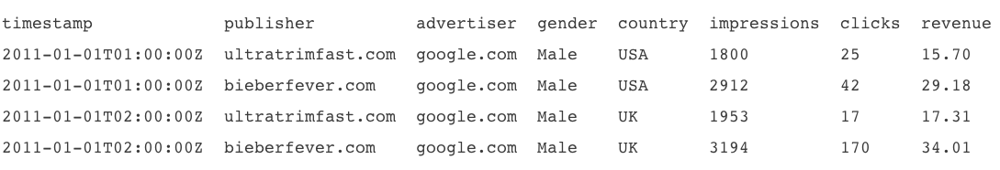 timestamp publisher advertiser gender country impressions clicks revenue
2011-01-01T01:00:00Z ultratrimfast.com google.com Male USA 1800 25 15.70
2011-01-01T01:00:00Z bieberfever.com google.com Male USA 2912 42 29.18
2011-01-01T02:00:00Z ultratrimfast.com google.com Male UK 1953 17 17.31
2011-01-01T02:00:00Z bieberfever.com google.com Male UK 3194 170 34.01